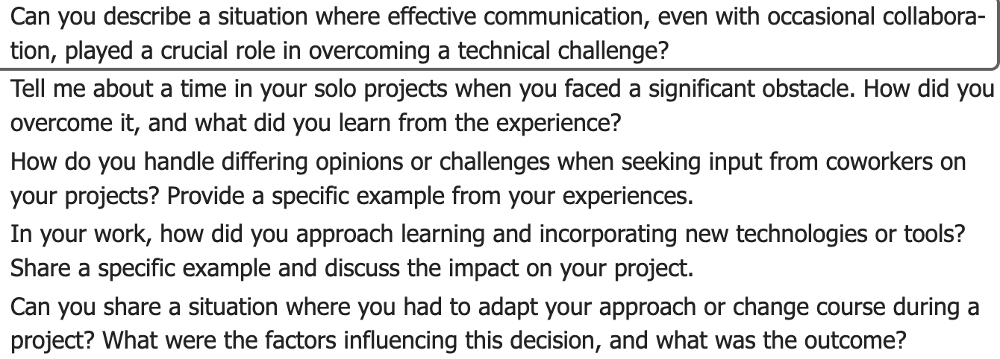 Can you describe a situation where effective communication, even with occasional collabora-
tion, played a crucial role in overcoming a technical challenge?
Tell me about a time in your solo projects when you faced a significant obstacle. How did you
overcome it, and what did you learn from the experience?
How do you handle differing opinions or challenges when seeking input from coworkers on
your projects? Provide a specific example from your experiences.
In your work, how did you approach learning and incorporating new technologies or tools?
Share a specific example and discuss the impact on your project.
Can you share a situation where you had to adapt your approach or change course during a
project? What were the factors influencing this decision, and what was the outcome?